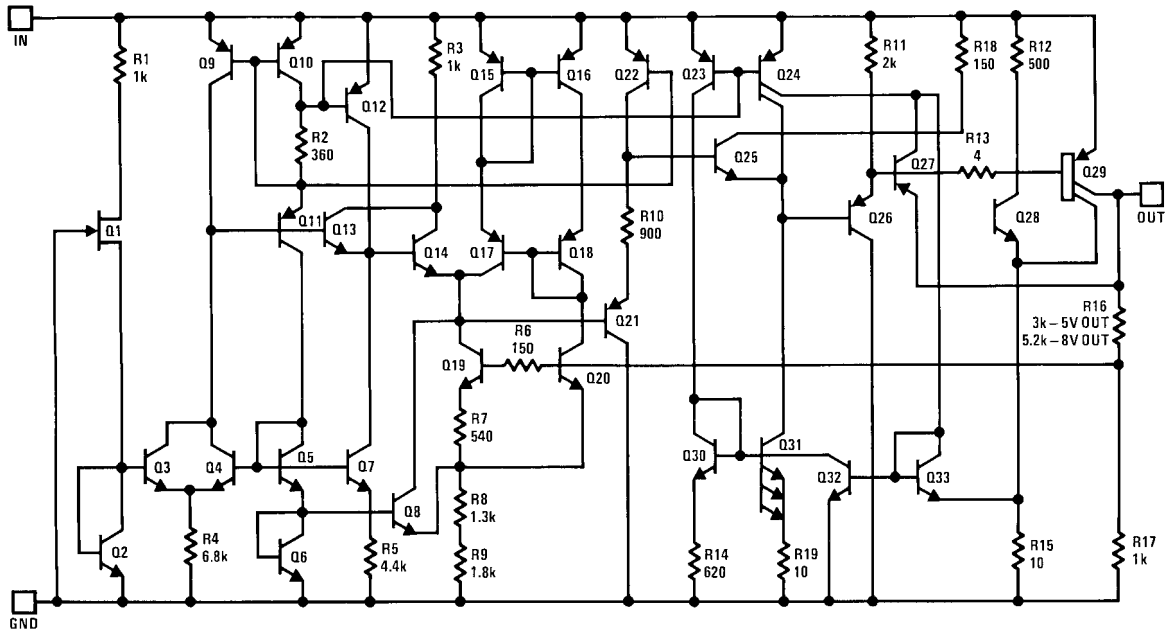 IN
R1
1k
Q9
Q10
Q12
R3
1k
Q15
Q16
Q22
Q23
Q24
R11
2k
R18
150
R12
500
R2
360
Q25
Q27
R13
4
Q29
OUT
Q1
Q11
Q13
Q14
Q17
Q18
R10
900
Q26
Q28
Q21
R16
3k–5V OUT
5.2k–8V OUT
R6
150
Q19
Q20
R7
540
Q3
Q4
Q5
Q7
Q8
R8
1.3k
Q30
Q31
Q32
Q33
Q2
R4
6.8k
Q6
R5
4.4k
R9
1.8k
R14
620
R19
10
R15
10
R17
1k
GND